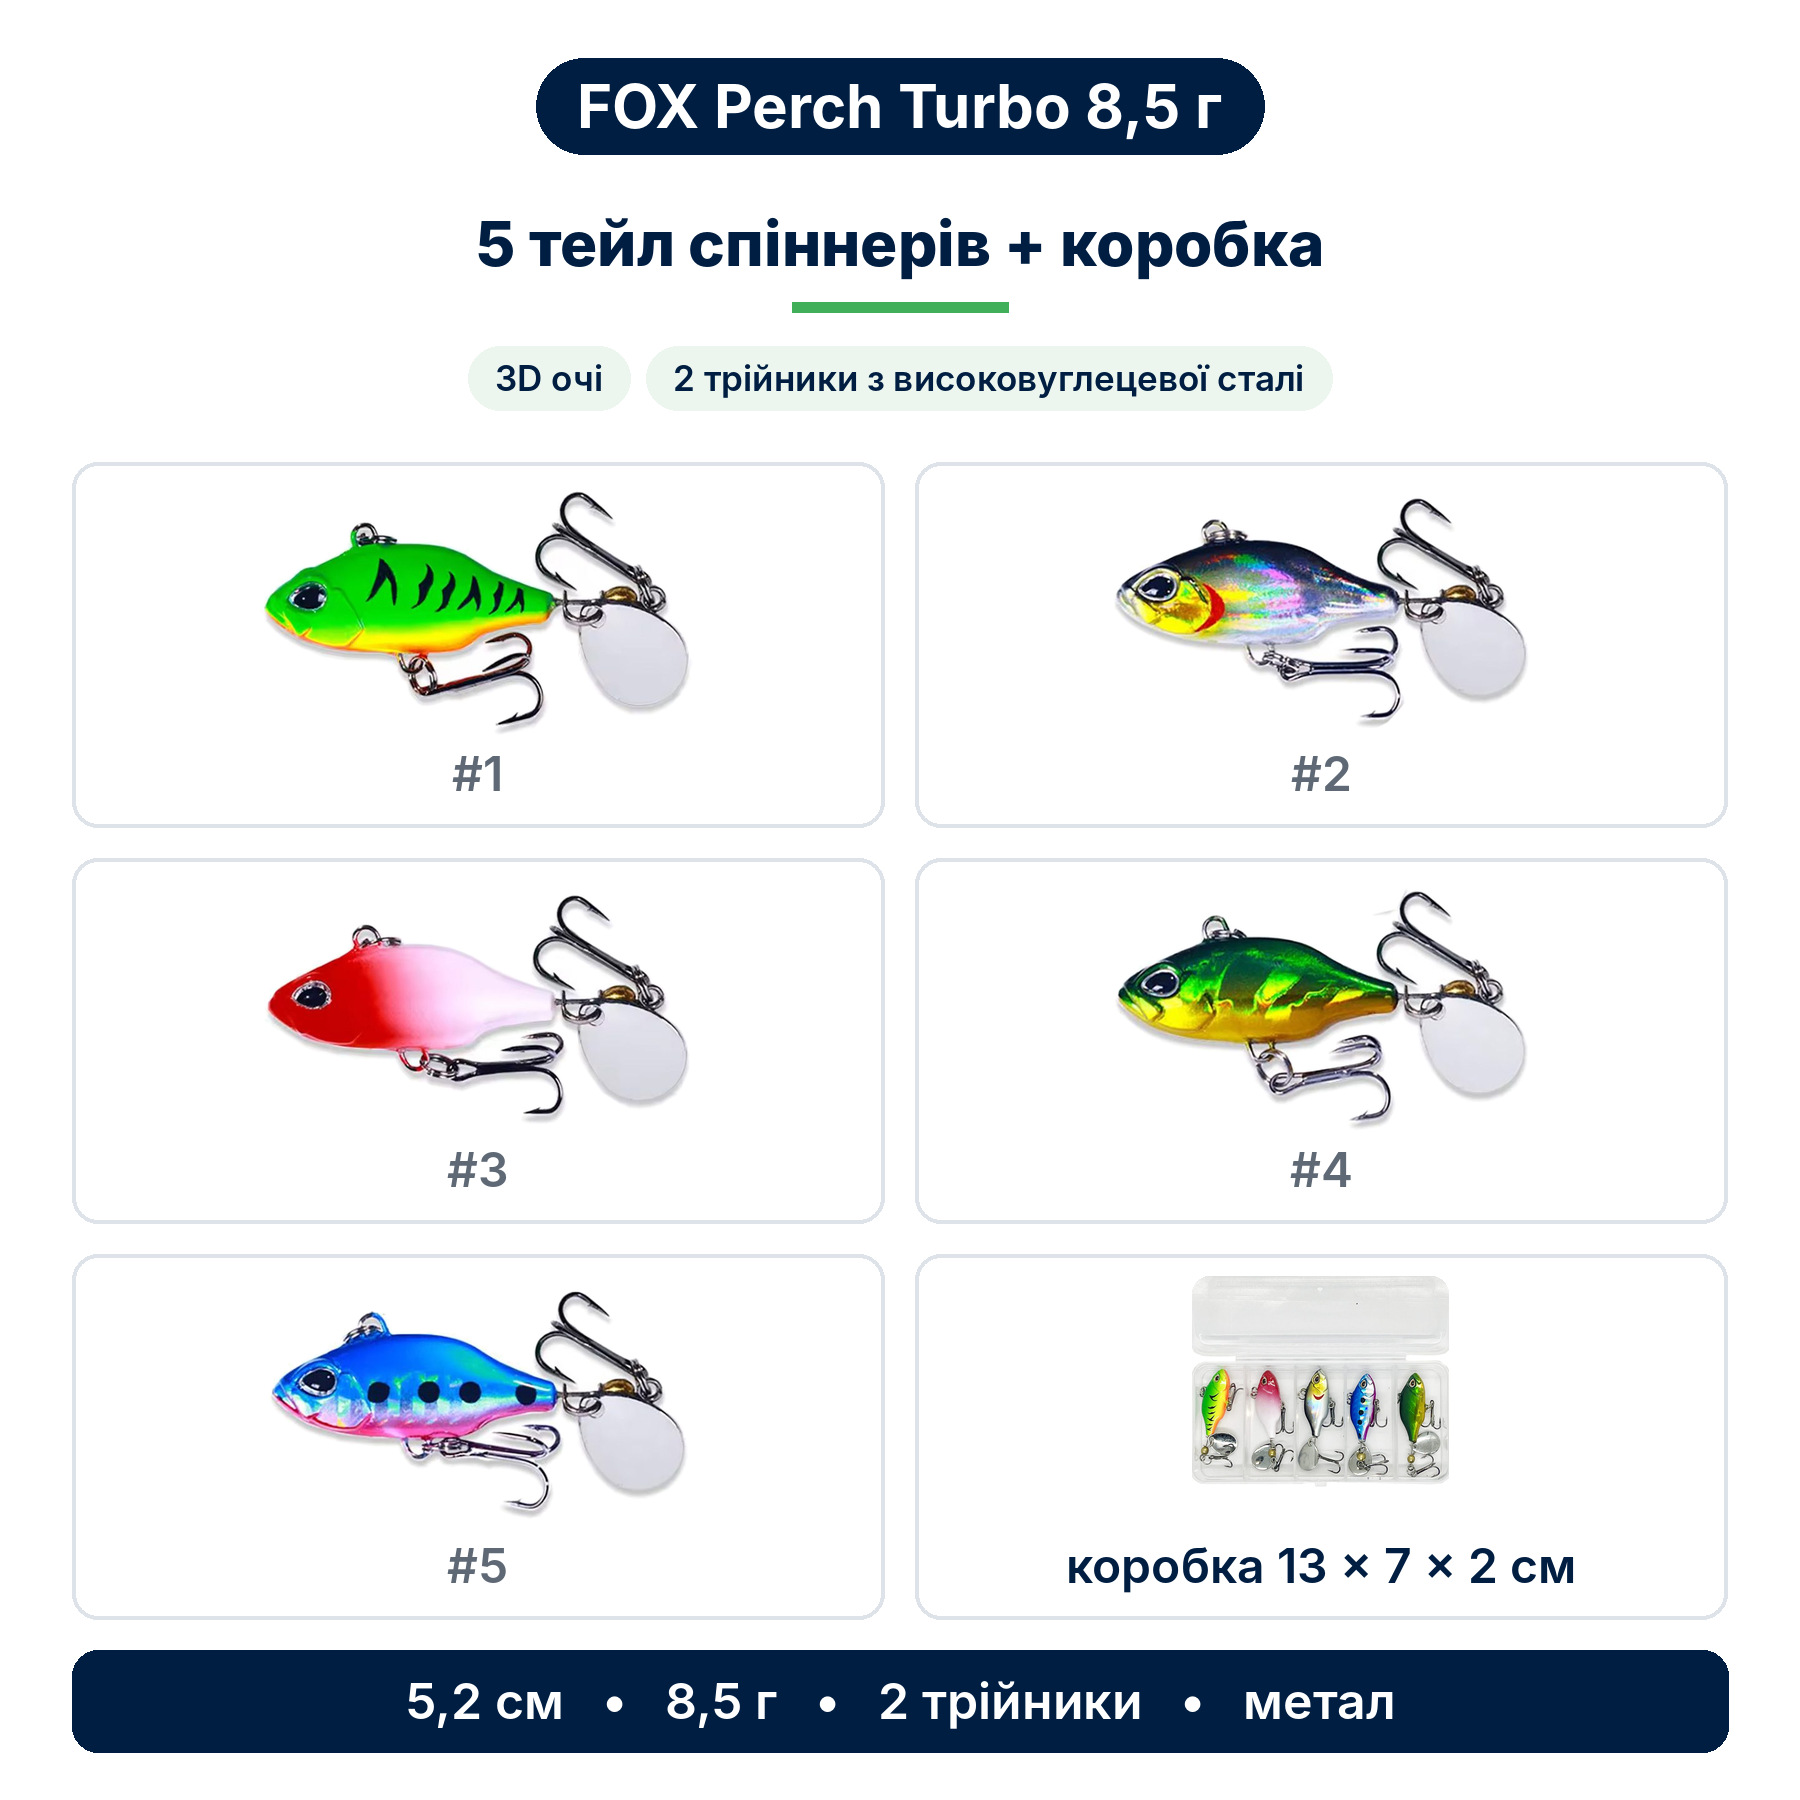 FOX Perch Turbo 8,5 г
5 тейл спіннерів + коробка
3D очі
2 трійники з високовуглецевої сталі
#1
#2
#3
#4
#5
коробка 13 × 7 × 2 см
5,2 см • 8,5 г • 2 трійники • метал